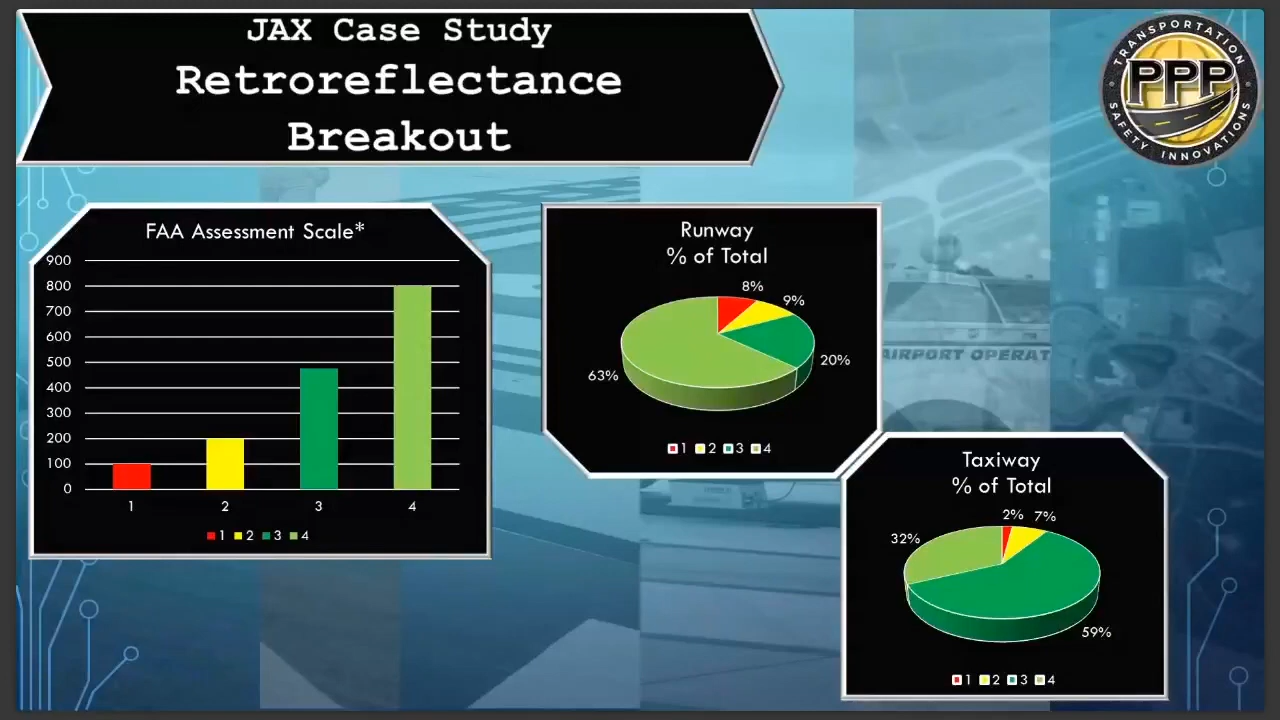 JAX Case Study
Retroreflectance
Breakout
TRANSPORTATION
PPP
SAFETY INNOVATIONS
FAA Assessment Scale*
900
800
700
600
500
400
300
200
100
0
1 2 3 4
1 2 3 4
Runway
% of Total
8%
9%
20%
63%
1 2 3 4
AIRPORT OPERAT
Taxiway
% of Total
2% 7%
32%
59%
1 2 3 4